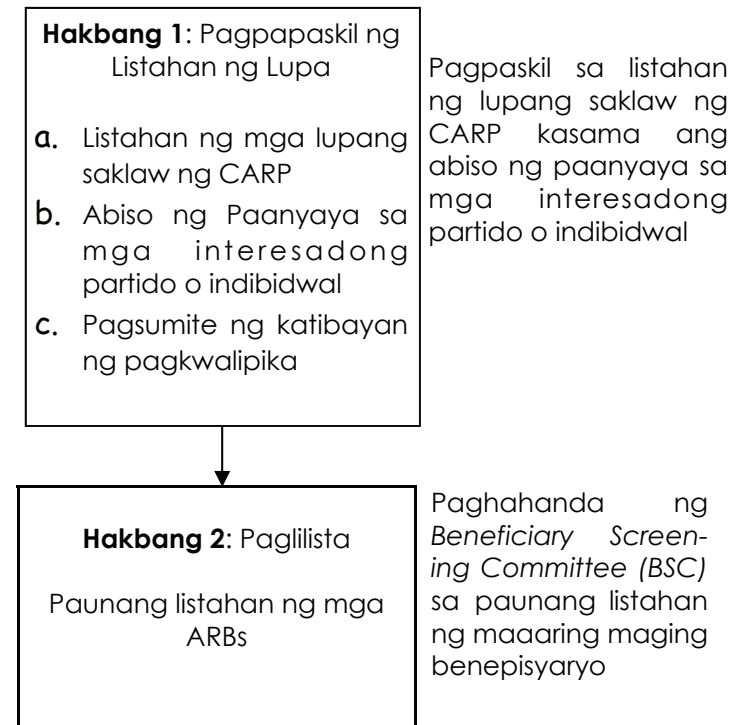 Hakbang 1: Pagpapaskil ng
Listahan ng Lupa
a. Listahan ng mga lupang
saklaw ng CARP
b. Abiso ng Paanyaya sa
mga interesadong
partido o indibidwal
c. Pagsumite ng katibayan
ng pagkwalipika
Pagpaskil sa listahan
ng lupang saklaw ng
CARP kasama ang
abiso ng paanyaya sa
mga interesadong
partido o indibidwal
Hakbang 2: Paglilista
Paunang listahan ng mga
ARBs
Paghahanda ng
Beneficiary Screen-
ing Committee (BSC)
sa paunang listahan
ng maaaring maging
benepisyaryo